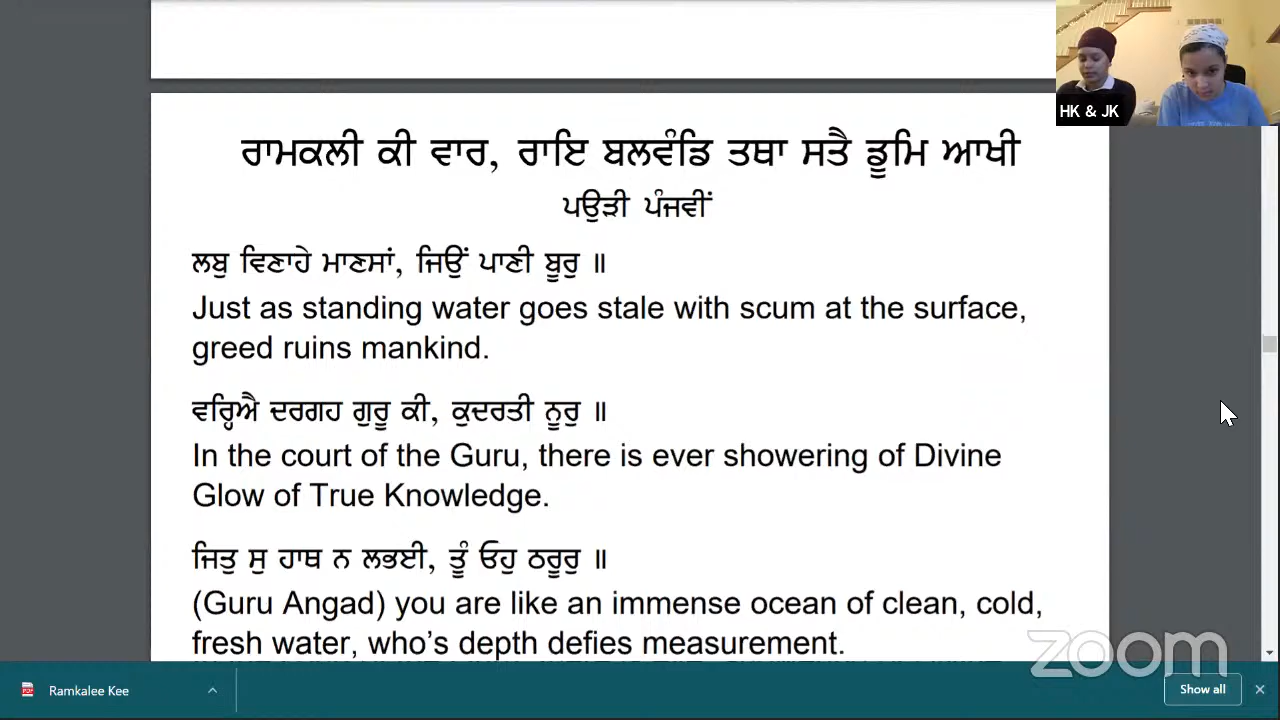 HK & JK
ਰਾਮਕਲੀ ਕੀ ਵਾਰ, ਰਾਇ ਬਲਵੰਡਿ ਤਥਾ ਸਤੈ ਡੂਮਿ ਆਖੀ
ਪਉੜੀ ਪੰਜਵੀਂ
ਲਬੁ ਵਿਣਾਹੇ ਮਾਣਸਾਂ, ਜਿਉਂ ਪਾਣੀ ਬੂਰੁ ॥
Just as standing water goes stale with scum at the surface,
greed ruins mankind.
ਵਰ੍ਹਿਐ ਦਰਗਹ ਗੁਰੂ ਕੀ, ਕੁਦਰਤੀ ਨੂਰੁ ॥
In the court of the Guru, there is ever showering of Divine
Glow of True Knowledge.
ਜਿਤੁ ਸੁ ਹਾਥ ਨ ਲਭਈ, ਤੂੰ ਓਹੁ ਠਰੂਰੁ ॥
(Guru Angad) you are like an immense ocean of clean, cold,
fresh water, who's depth defies measurement.
zoom
Ramkalee Kee
Show all